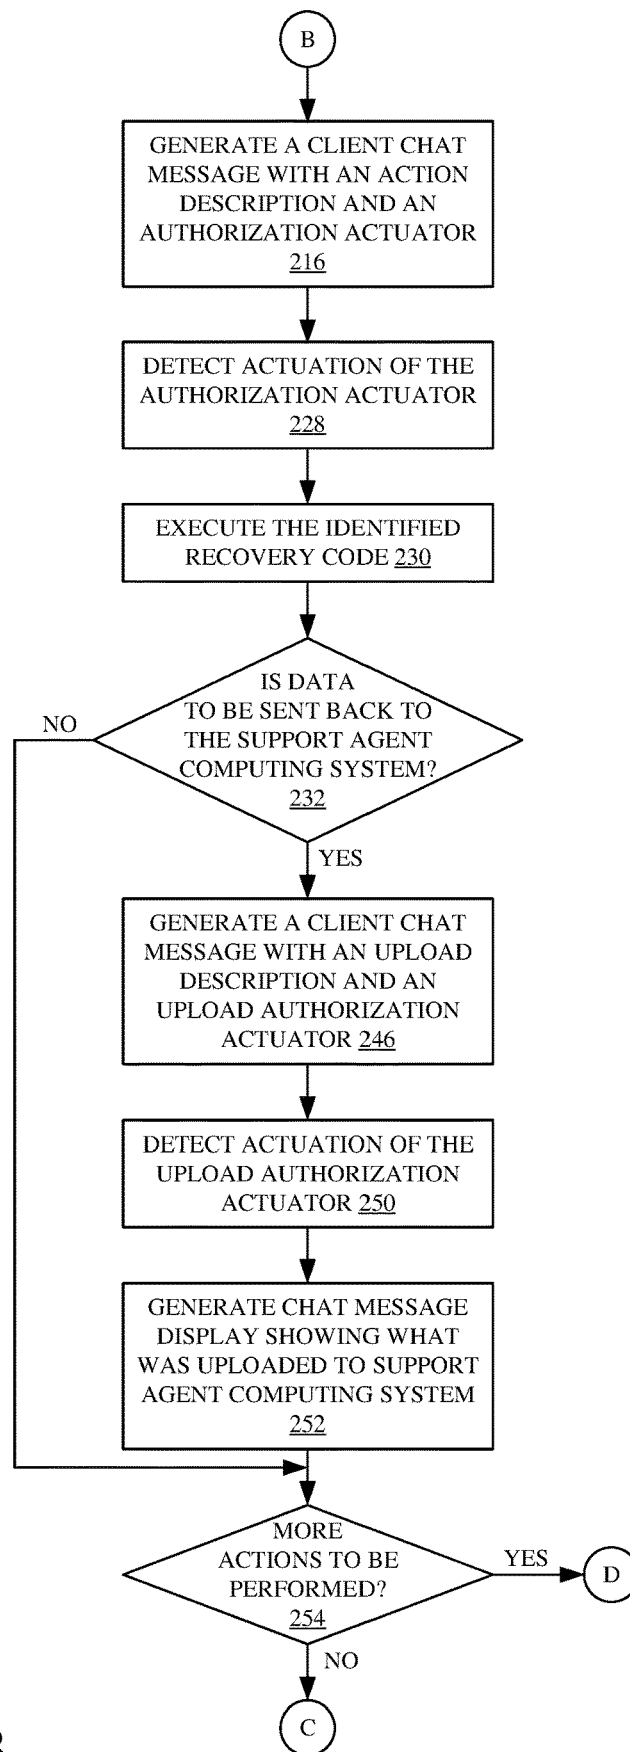 B
GENERATE A CLIENT CHAT
MESSAGE WITH AN ACTION
DESCRIPTION AND AN
AUTHORIZATION ACTUATOR
216
DETECT ACTUATION OF THE
AUTHORIZATION ACTUATOR
228
EXECUTE THE IDENTIFIED
RECOVERY CODE 230
IS DATA
TO BE SENT BACK TO
THE SUPPORT AGENT
COMPUTING SYSTEM?
232
NO
YES
GENERATE A CLIENT CHAT
MESSAGE WITH AN UPLOAD
DESCRIPTION AND AN
UPLOAD AUTHORIZATION
ACTUATOR 246
DETECT ACTUATION OF THE
UPLOAD AUTHORIZATION
ACTUATOR 250
GENERATE CHAT MESSAGE
DISPLAY SHOWING WHAT
WAS UPLOADED TO SUPPORT
AGENT COMPUTING SYSTEM
252
MORE
ACTIONS TO BE
PERFORMED?
254
YES
D
NO
C